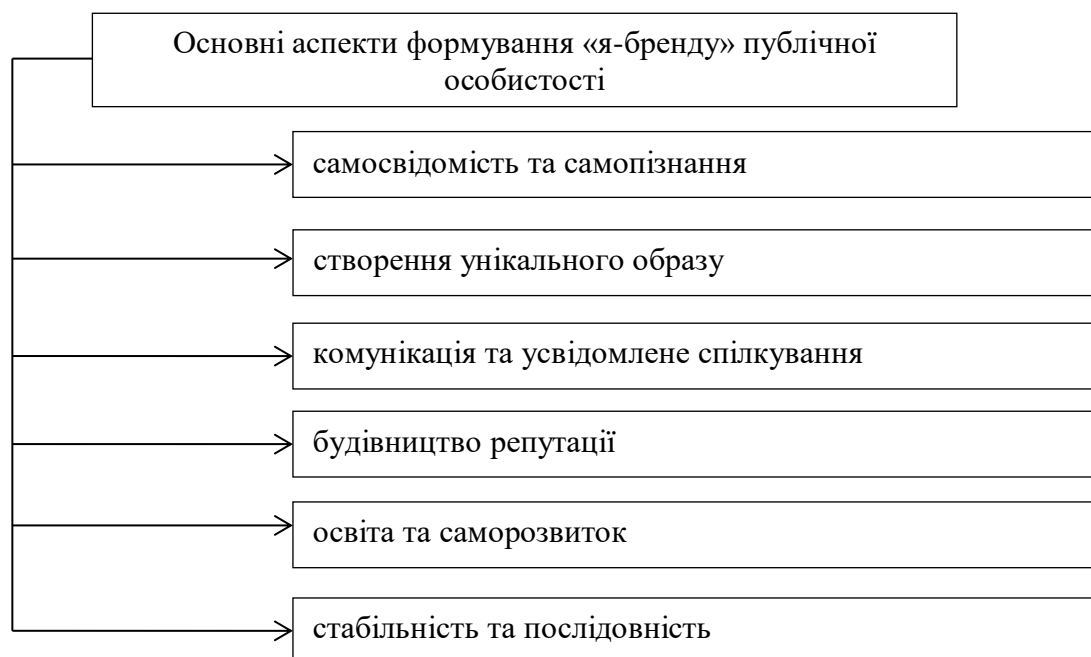 Основні аспекти формування «я-бренду» публічної
особистості
самосвідомість та самопізнання
створення унікального образу
комунікація та усвідомлене спілкування
будівництво репутації
освіта та саморозвиток
стабільність та послідовність